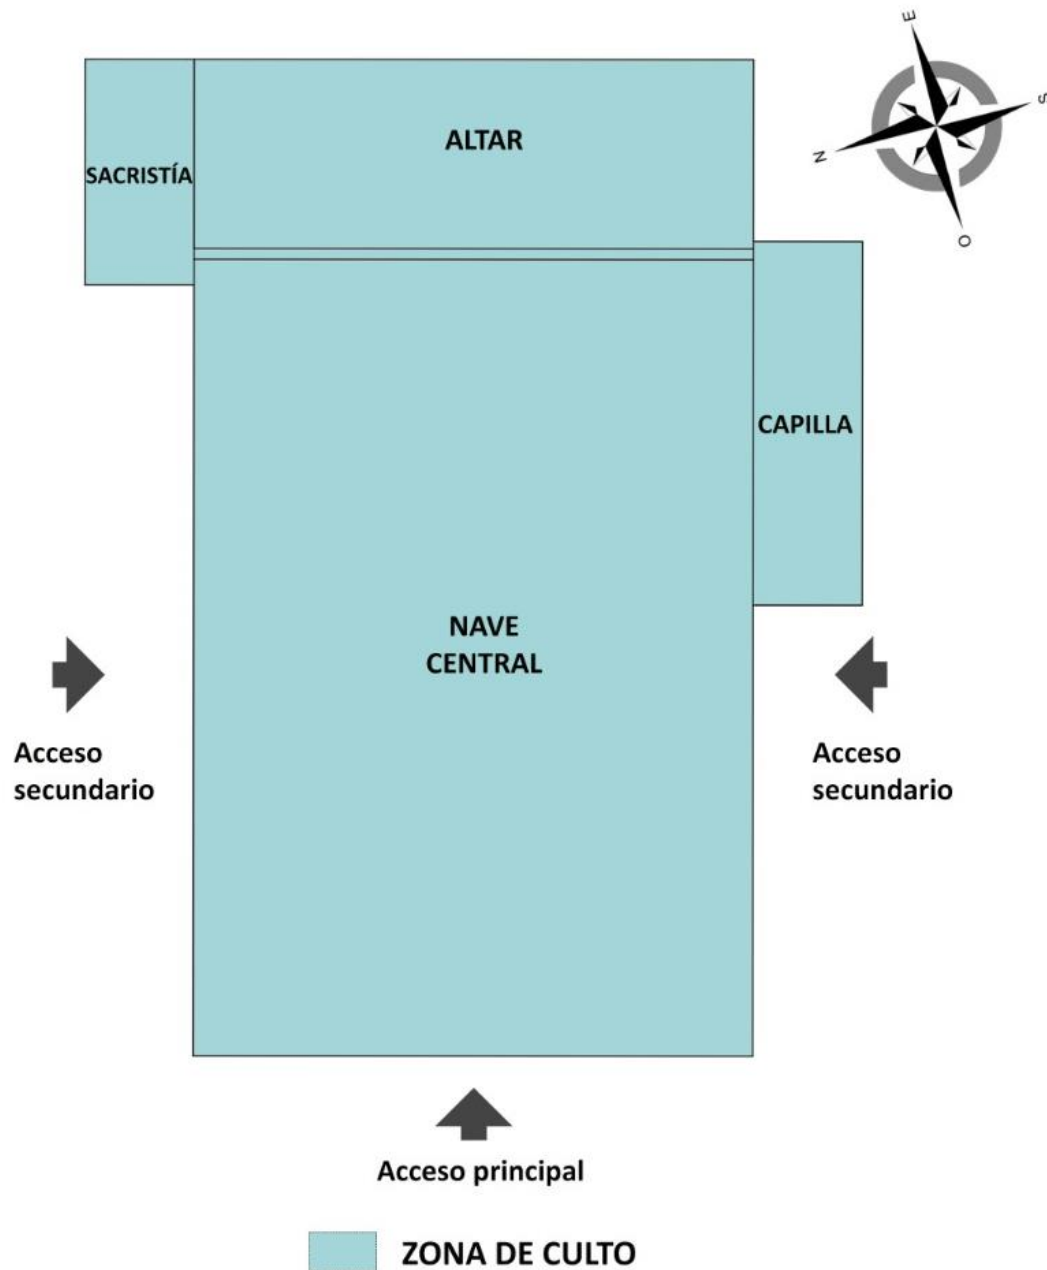 E
S
N
O
ALTAR
SACRISTÍA
CAPILLA
NAVE
CENTRAL
Acceso
secundario
Acceso
secundario
Acceso principal
ZONA DE CULTO